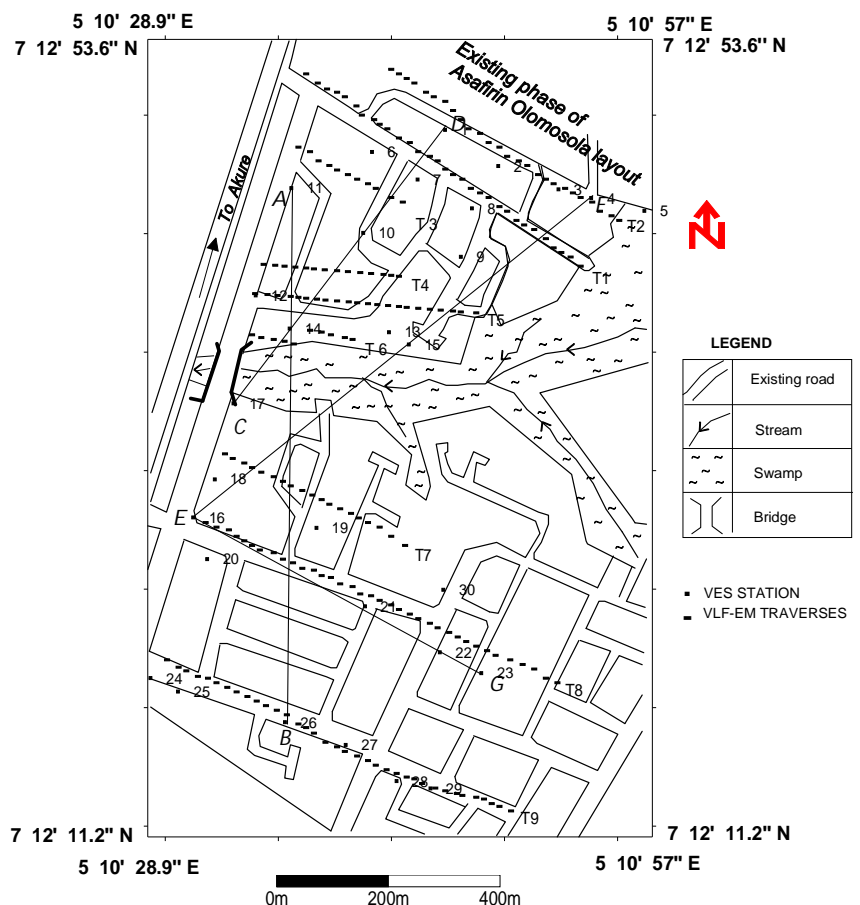 5 10' 28.9" E
5 10' 57" E
7 12' 53.6" N
7 12' 53.6" N
Existing phase of
Asafirin Olomosola layout
To Akure
D
1
6
2
7
3
4
F
5
A
11
8
T2
T 3
10
9
T1
T4
12
T5
14
13
T 6
15
17
C
18
E
16
19
T7
20
30
21
22
23
G
T8
24
25
26
B
27
28
29
T9
N
LEGEND
Existing road
Stream
Swamp
Bridge
VES STATION
VLF-EM TRAVERSES
7 12' 11.2" N
7 12' 11.2" N
5 10' 28.9" E
5 10' 57" E
0m
200m
400m